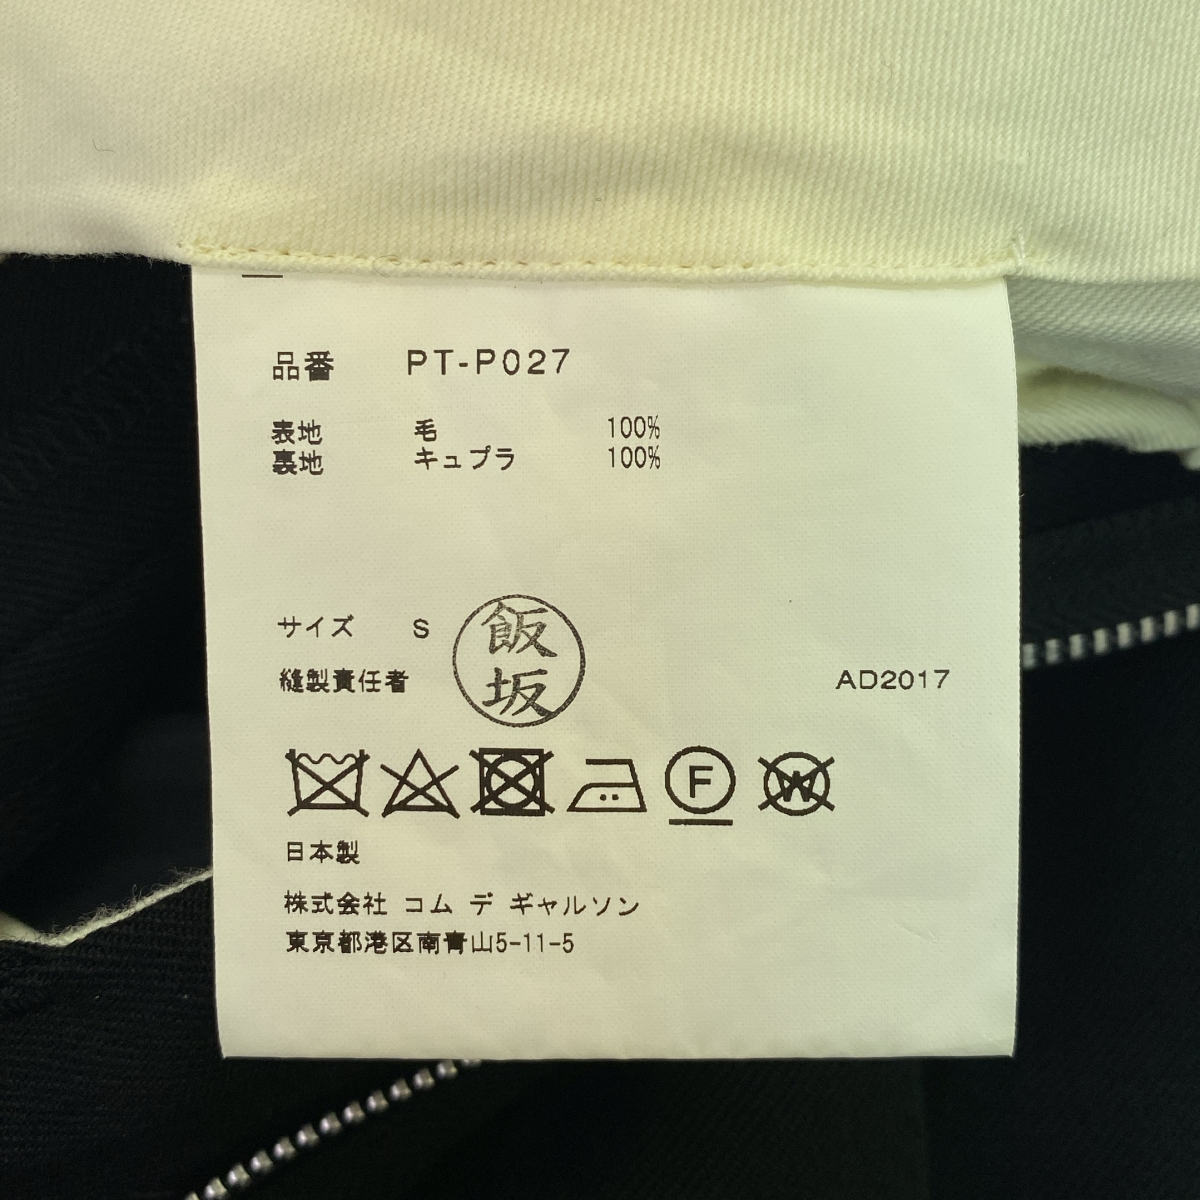 品番 PT-P027
表地 毛 100%
裏地 キュプラ 100%
サイズ S
飯坂
縫製責任者
AD2017
F
W
日本製
株式会社 コム デ ギャルソン
東京都港区南青山5-11-5